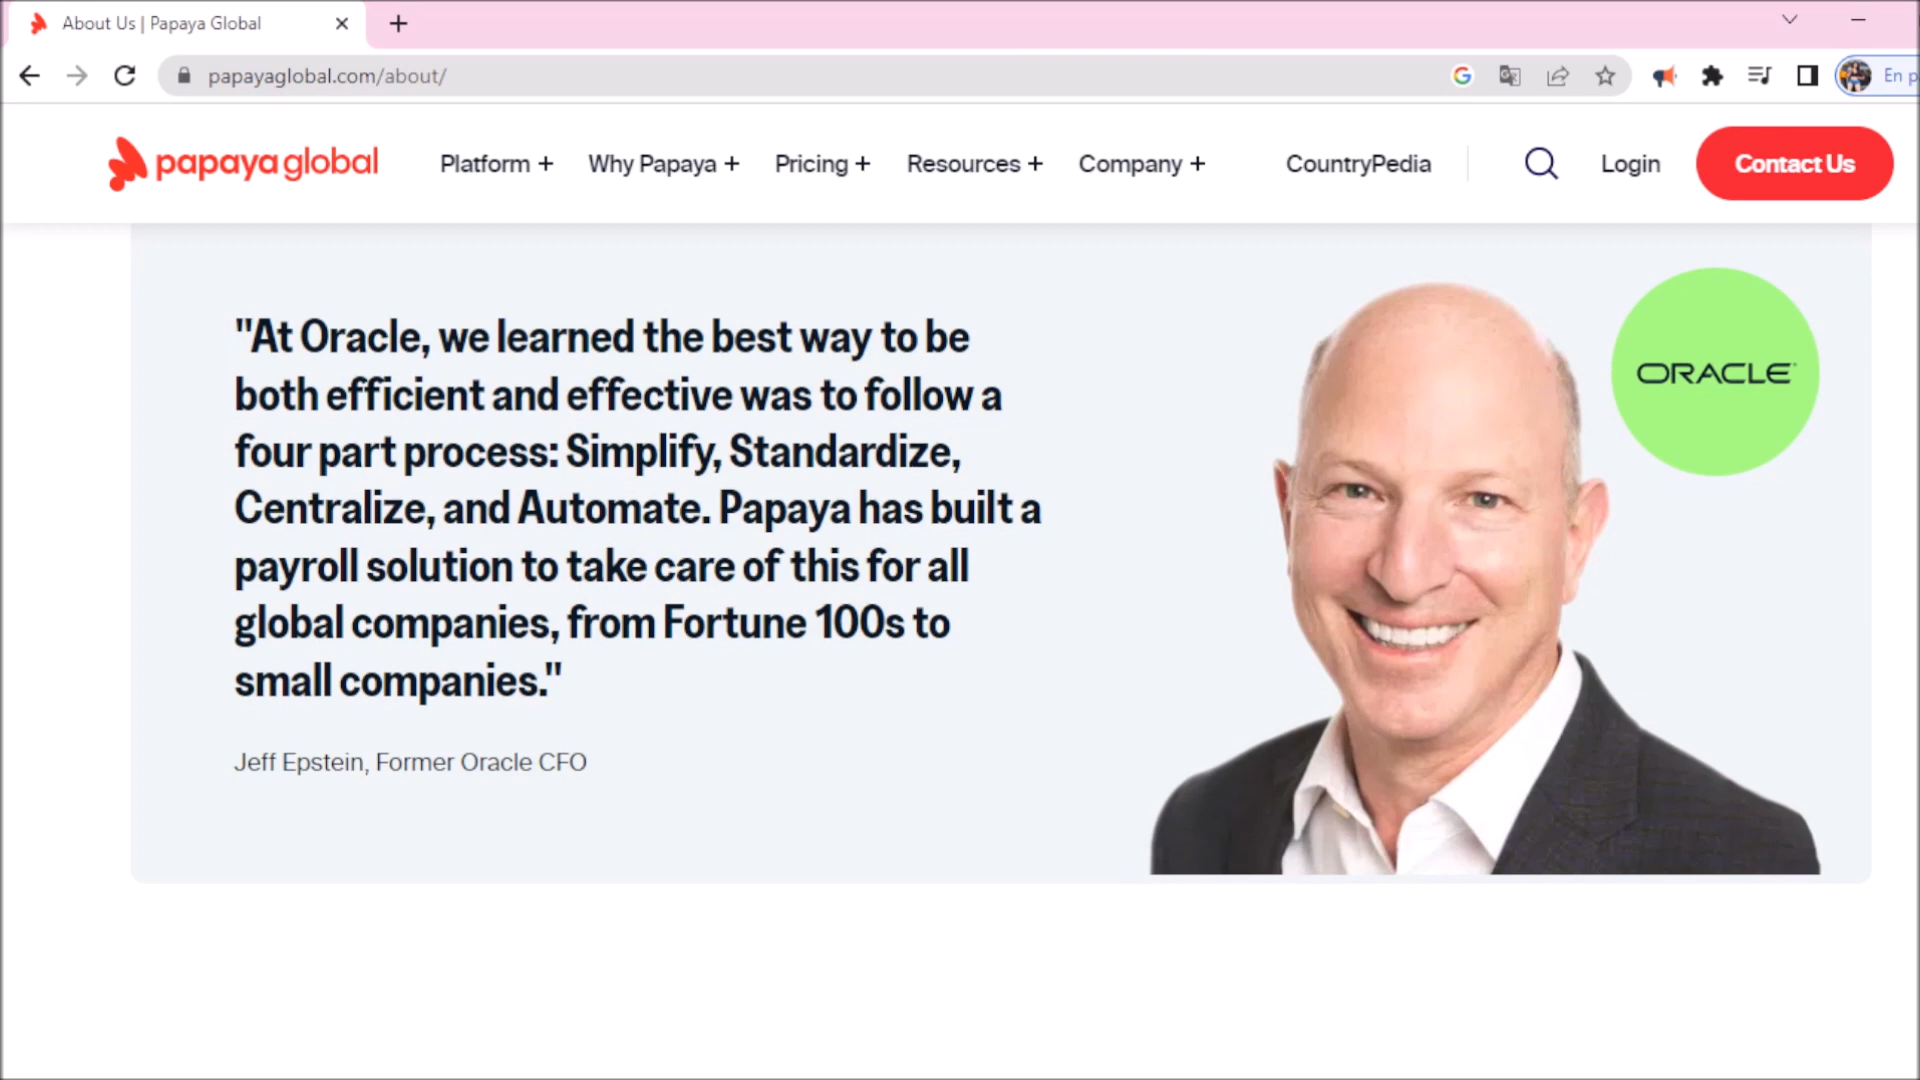 About Us | Papaya Global
papayaglobal.com/about/
En p
papaya global
Platform +
Why Papaya +
Pricing +
Resources +
Company +
CountryPedia
Login
Contact Us
"At Oracle, we learned the best way to be
both efficient and effective was to follow a
four part process: Simplify, Standardize,
Centralize, and Automate. Papaya has built a
payroll solution to take care of this for all
global companies, from Fortune 100s to
small companies."
Jeff Epstein, Former Oracle CFO
ORACLE